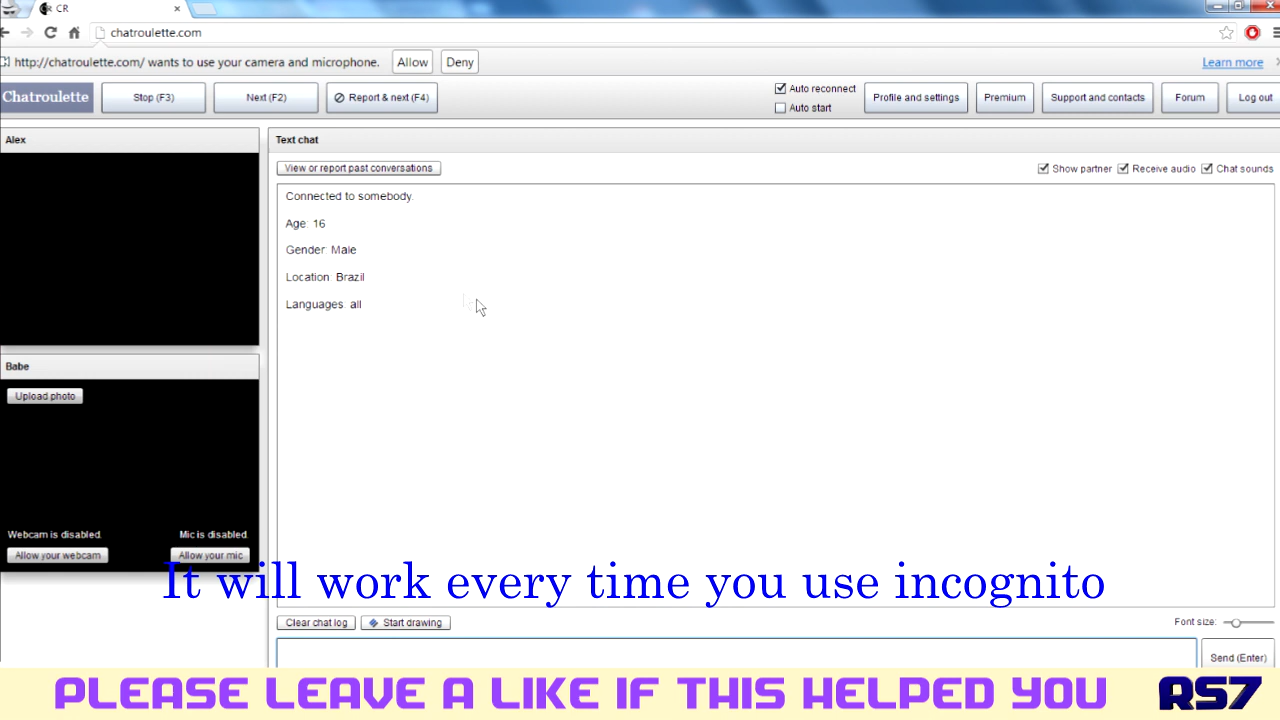 CR
chatroulette.com
http://chatroulette.com/ wants to use your camera and microphone. Allow Deny Learn more
Chatroulette Stop (F3) Next (F2) Report & next (F4) Auto reconnect Auto start Profile and settings Premium Support and contacts Forum Log out
Alex
Text chat
View or report past conversations Show partner Receive audio Chat sounds
Connected to somebody.
Age: 16
Gender: Male
Location: Brazil
Languages: all
Babe
Upload photo
Webcam is disabled. Mic is disabled.
Allow your webcam Allow your mic
It will work every time you use incognito
Clear chat log Start drawing Font size:
Send (Enter)
PLEASE LEAVE A LIKE IF THIS HELPED YOU RS7